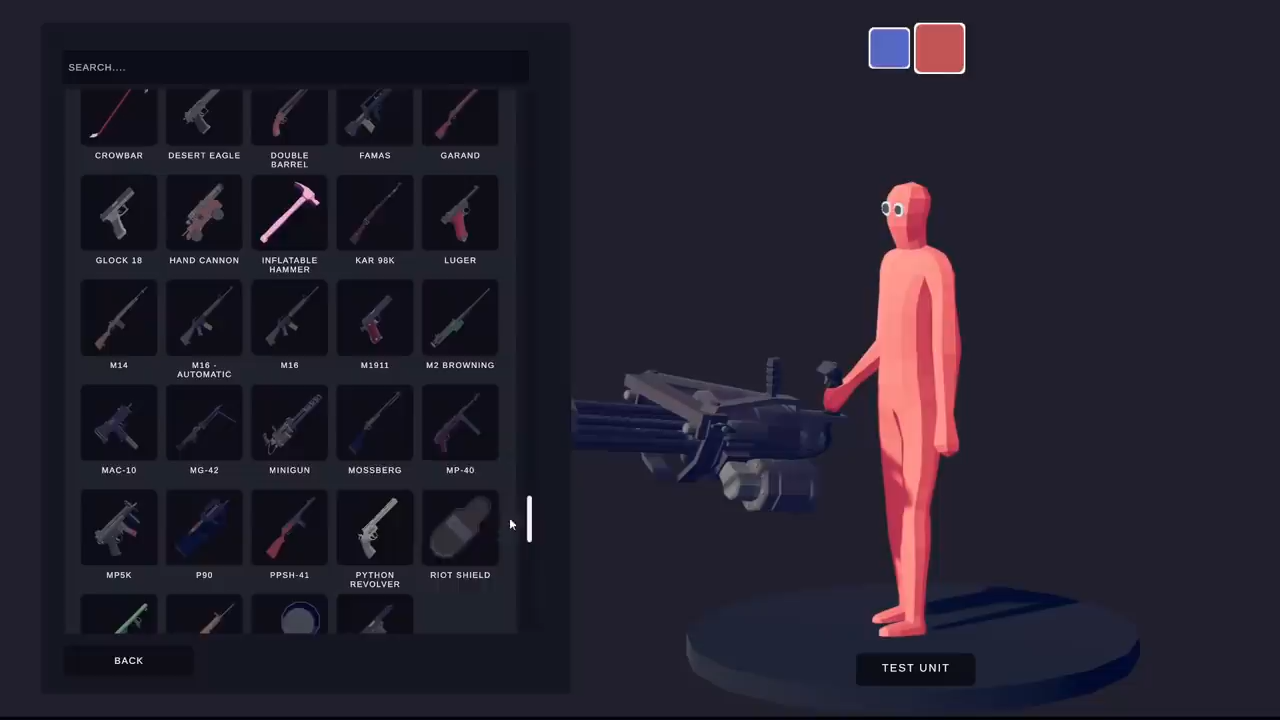 SEARCH....
CROWBAR
DESERT EAGLE
DOUBLE
BARREL
FAMAS
GARAND
GLOCK 18
HAND CANNON
INFLATABLE
HAMMER
KAR 98K
LUGER
M14
M16 -
AUTOMATIC
M16
M1911
M2 BROWNING
MAC-10
MG-42
MINIGUN
MOSSBERG
MP-40
MP5K
P90
PPSH-41
PYTHON
REVOLVER
RIOT SHIELD
BACK
TEST UNIT